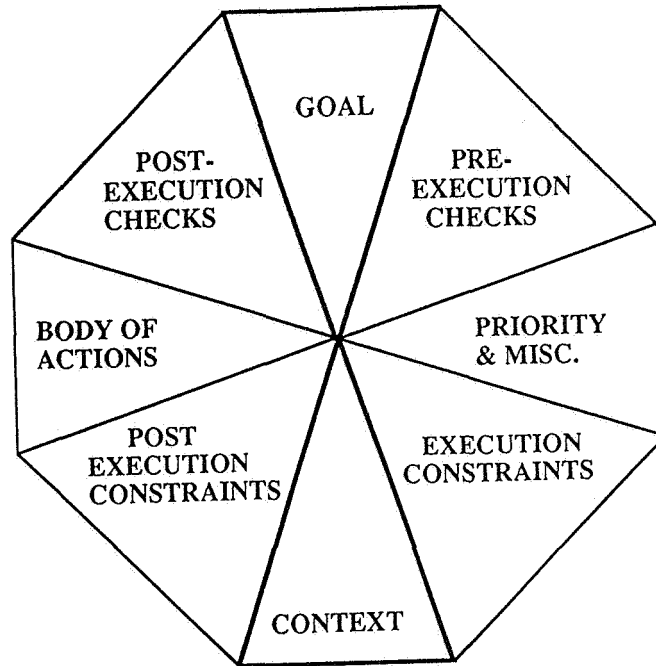 GOAL
POST-
EXECUTION
CHECKS
PRE-
EXECUTION
CHECKS
BODY OF
ACTIONS
PRIORITY
& MISC.
POST
EXECUTION
CONSTRAINTS
EXECUTION
CONSTRAINTS
CONTEXT